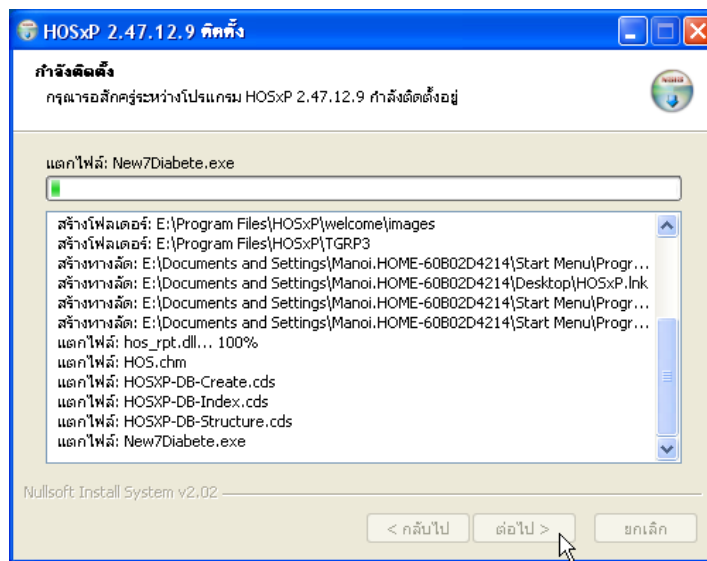 HOSxP 2.47.12.9 ติดตั้ง
กำลังติดตั้ง
กรุณารอสักครู่ระหว่างโปรแกรม HOSxP 2.47.12.9 กำลังติดตั้งอยู่
แตกไฟล์: New7Diabete.exe
สร้างโฟลเดอร์: E:\Program Files\HOSxP\welcome\images
สร้างโฟลเดอร์: E:\Program Files\HOSxP\TGRP3
สร้างทางลัด: E:\Documents and Settings\Manoi.HOME-60B02D4214\Start Menu\Progr...
สร้างทางลัด: E:\Documents and Settings\Manoi.HOME-60B02D4214\Desktop\HOSxP.lnk
สร้างทางลัด: E:\Documents and Settings\Manoi.HOME-60B02D4214\Start Menu\Progr...
สร้างทางลัด: E:\Documents and Settings\Manoi.HOME-60B02D4214\Start Menu\Progr...
แตกไฟล์: hos_rpt.dll... 100%
แตกไฟล์: HOS.chm
แตกไฟล์: HOSXP-DB-Create.cds
แตกไฟล์: HOSXP-DB-Index.cds
แตกไฟล์: HOSXP-DB-Structure.cds
แตกไฟล์: New7Diabete.exe
Nullsoft Install System v2.02
< กลับไป ต่อไป > ยกเลิก